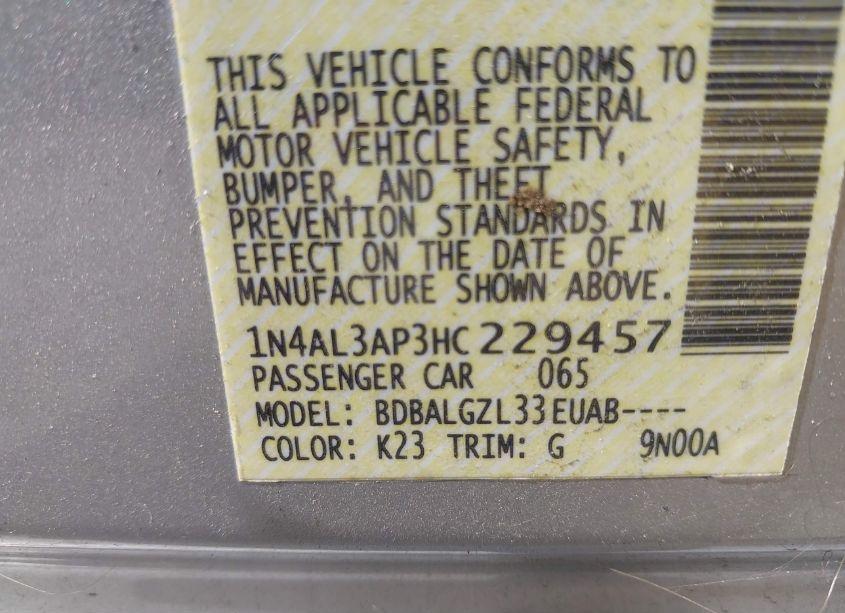 THIS VEHICLE CONFORMS TO
ALL APPLICABLE FEDERAL
MOTOR VEHICLE SAFETY,
BUMPER, AND THEFT
PREVENTION STANDARDS IN
EFFECT ON THE DATE OF
MANUFACTURE SHOWN ABOVE.
1N4AL3AP3HC229457
PASSENGER CAR 065
MODEL: BDBALGZL33EUAB----
COLOR: K23 TRIM: G 9N00A